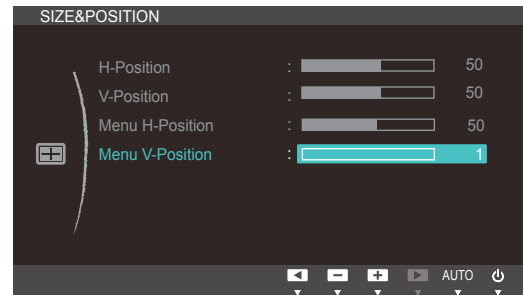 SIZE&POSITION
H-Position : 50
V-Position : 50
Menu H-Position : 50
Menu V-Position : 1
AUTO